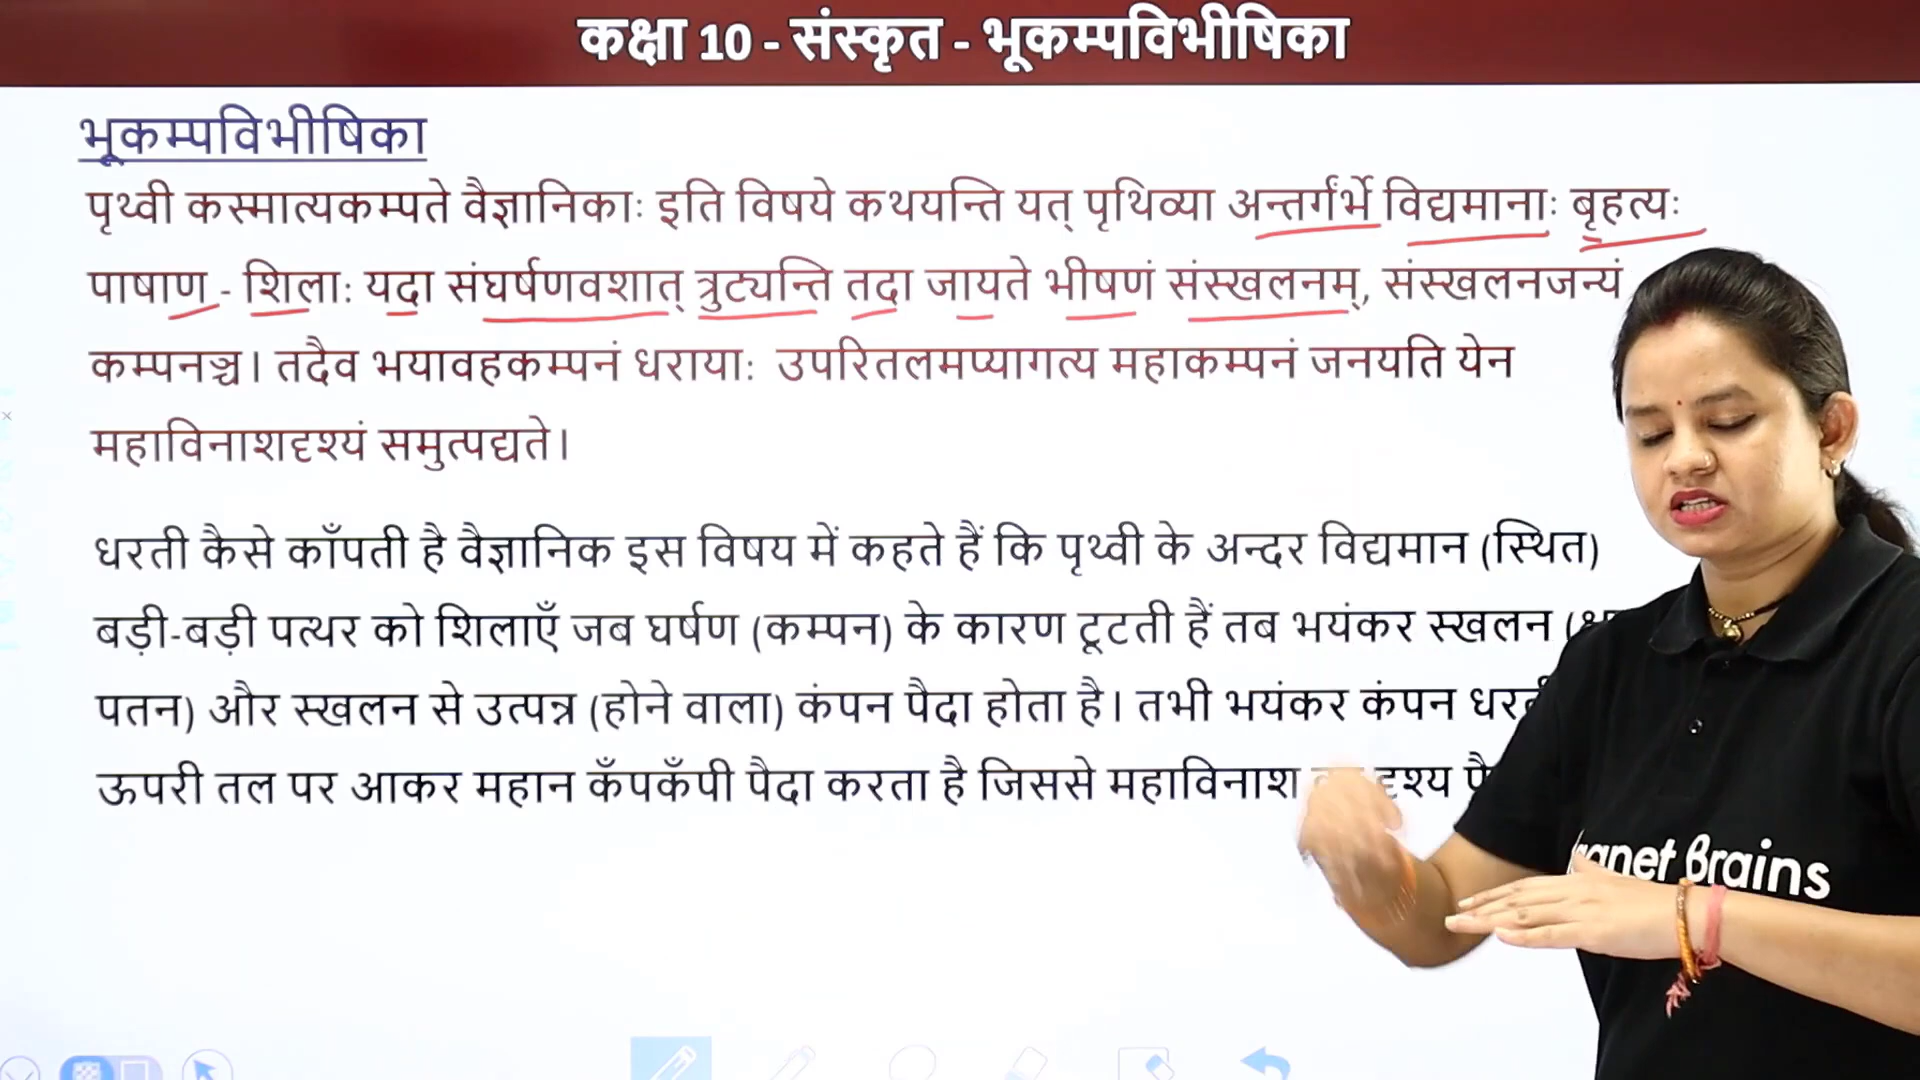 कक्षा 10 - संस्कृत - भूकम्पविभीषिका
भूकम्पविभीषिका
पृथ्वी कस्मात्प्रकम्पते वैज्ञानिकाः इति विषये कथयन्ति यत् पृथिव्या अन्तर्गर्भे विद्यमानाः बृहत्यः
पाषाण - शिलाः यदा संघर्षणवशात् त्रुट्यन्ति तदा जायते भीषणं संस्खलनम्, संस्खलनजन्यं
कम्पनञ्च। तदैव भयावहकम्पनं धरायाः उपरितलमप्यागत्य महाकम्पनं जनयति येन
महाविनाशदृश्यं समुत्पद्यते।
धरती कैसे काँपती है वैज्ञानिक इस विषय में कहते हैं कि पृथ्वी के अन्दर विद्यमान (स्थित)
बड़ी-बड़ी पत्थर को शिलाएँ जब घर्षण (कम्पन) के कारण टूटती हैं तब भयंकर स्खलन
पतन) और स्खलन से उत्पन्न (होने वाला) कंपन पैदा होता है। तभी भयंकर कंपन
ऊपरी तल पर आकर महान कँपकँपी पैदा करता है जिससे महाविनाश दृश्य
Brains